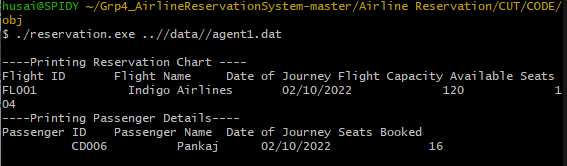 husai@SPIDY ~/Grp4_AirlineReservationSystem-master/Airline Reservation/CUT/CODE/
obj
$ ./reservation.exe ..//data//agent1.dat
----Printing Reservation Chart ----
Flight ID Flight Name Date of Journey Flight Capacity Available Seats
FL001 Indigo Airlines 02/10/2022 120 1
04
----Printing Passenger Details----
Passenger ID Passenger Name Date of Journey Seats Booked
CD006 Pankaj 02/10/2022 16